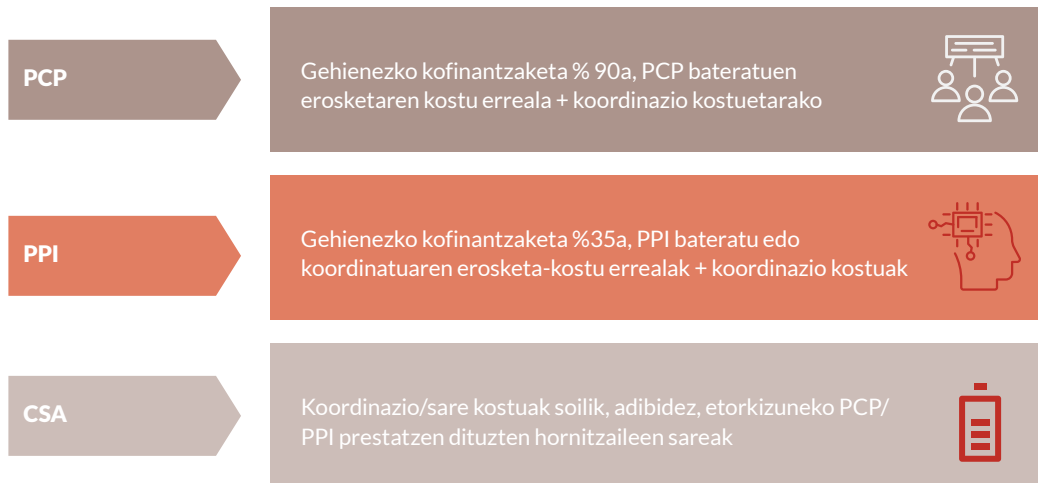 PCP
Gehienezko kofinantzaketa % 90a, PCP bateratuen
erosketaren kostu erreala + koordinazio kostuetarako
PPI
Gehienezko kofinantzaketa %35a, PPI bateratu edo
koordinatuaren erosketa-kostu errealak + koordinazio kostuak
CSA
Koordinazio/sare kostuak soilik, adibidez, etorkizuneko PCP/
PPI prestatzen dituzten hornitzaileen sareak